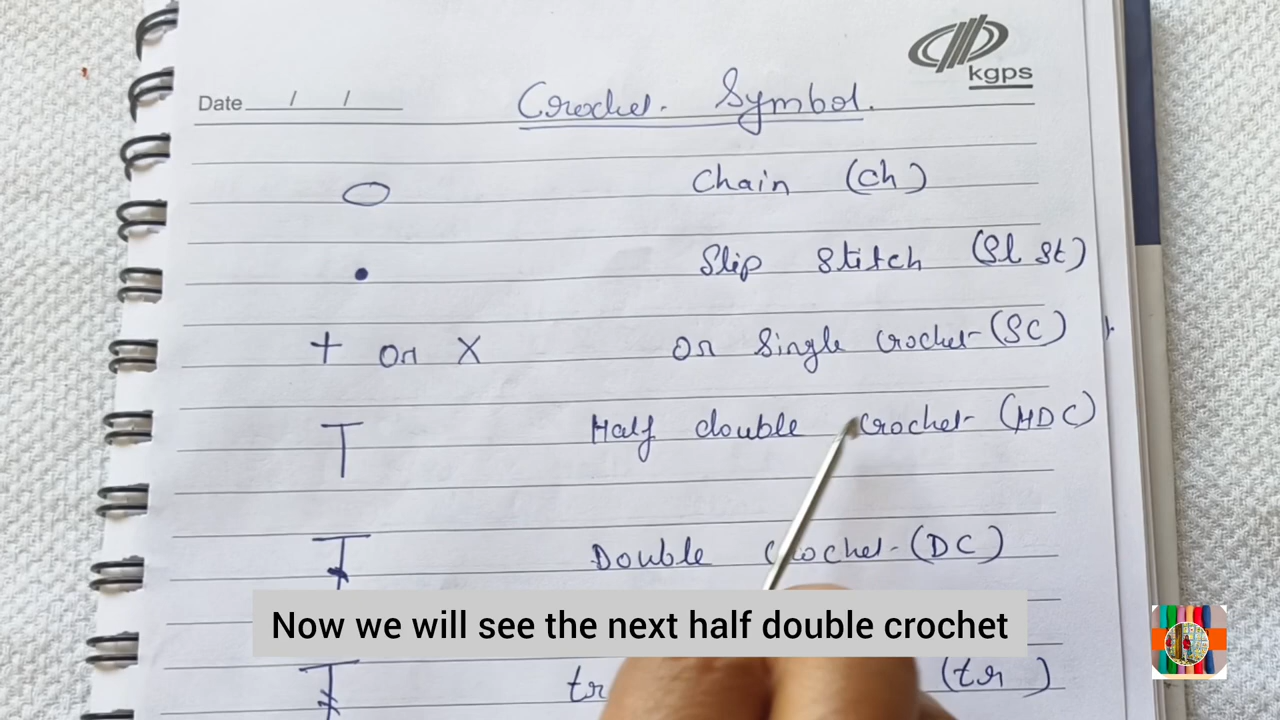 kgps
Date / /
Crochet. Symbol.
Chain (ch)
Slip Stitch (Sl St)
+ or X or Single Crochet (SC)
T Half double Crochet (HDC)
Double Crochet (DC)
Now we will see the next half double crochet
tr (tr)